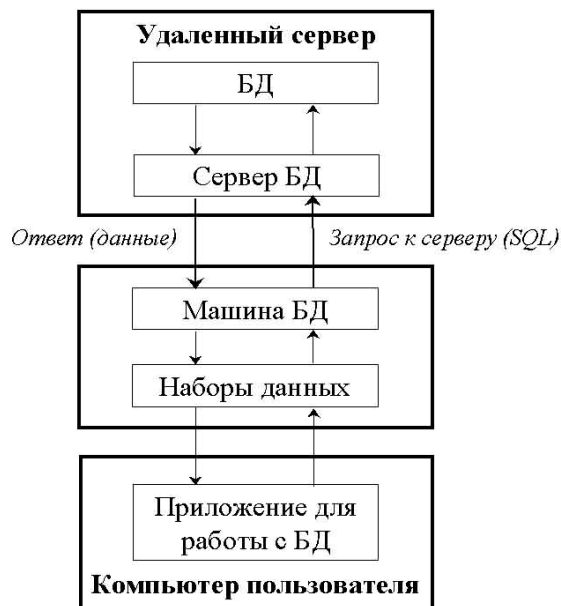 Удаленный сервер
БД
Сервер БД
Ответ (данные)
Запрос к серверу (SQL)
Машина БД
Наборы данных
Приложение для
работы с БД
Компьютер пользователя